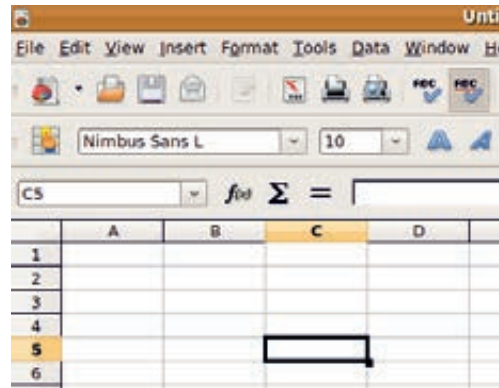 Unti
File Edit View Insert Format Tools Data Window He
Nimbus Sans L 10
C5 f(x) Σ =
A B C D
1
2
3
4
5
6